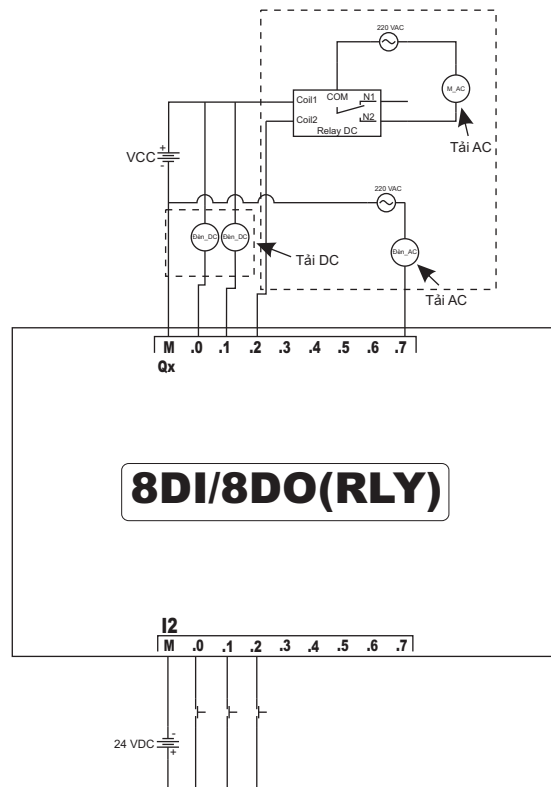 220 VAC
COM N1
Coil1
M_AC
Coil2 N2
Relay DC
Tải AC
VCC
+
-
220 VAC
Đèn_DC Đèn_DC
Đèn_AC
Tải DC
Tải AC
M .0 .1 .2 .3 .4 .5 .6 .7
Qx
8DI/8DO(RLY)
I2
M .0 .1 .2 .3 .4 .5 .6 .7
24 VDC
-
+